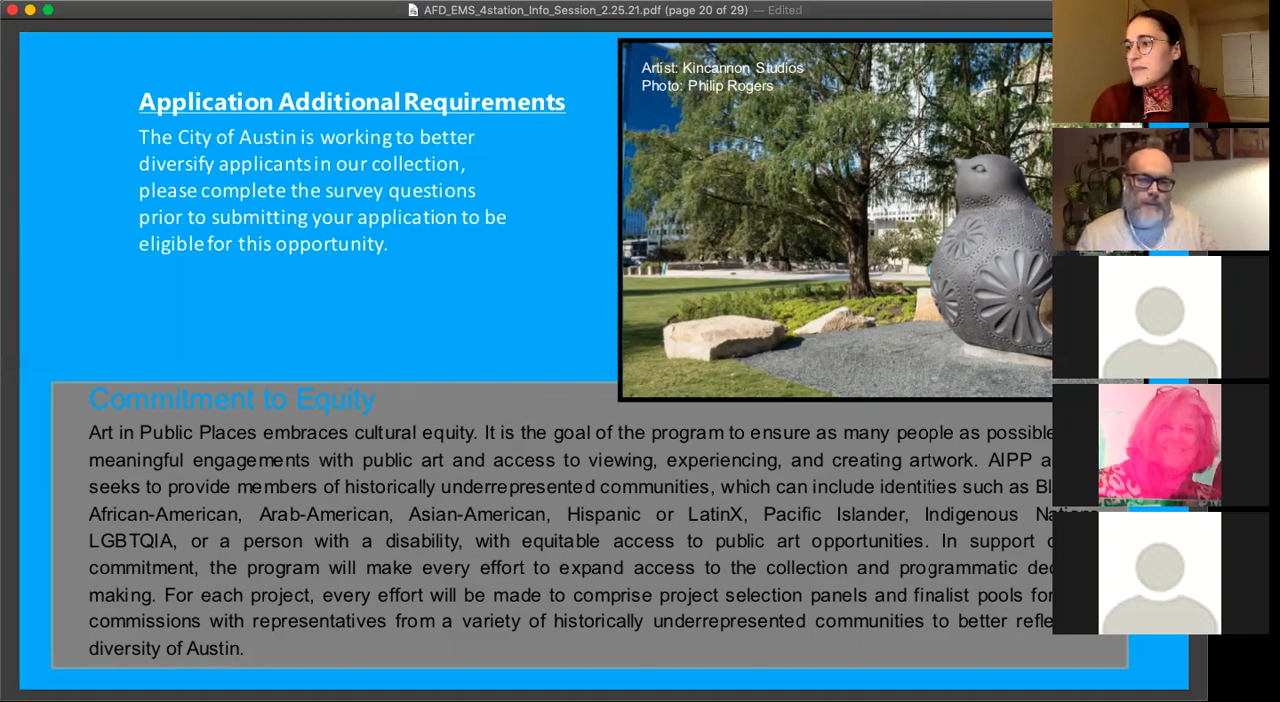 AFD_EMS_4station_Info_Session_2.25.21.pdf (page 20 of 29) — Edited
Artist: Kincannon Studios
Photo: Philip Rogers
Application Additional Requirements
The City of Austin is working to better
diversify applicants in our collection,
please complete the survey questions
prior to submitting your application to be
eligible for this opportunity.
Commitment to Equity
Art in Public Places embraces cultural equity. It is the goal of the program to ensure as many people as possible
meaningful engagements with public art and access to viewing, experiencing, and creating artwork. AIPP
seeks to provide members of historically underrepresented communities, which can include identities such as
African-American, Arab-American, Asian-American, Hispanic or LatinX, Pacific Islander, Indigenous
LGBTQIA, or a person with a disability, with equitable access to public art opportunities. In support
commitment, the program will make every effort to expand access to the collection and programmatic
making. For each project, every effort will be made to comprise project selection panels and finalist pools for
commissions with representatives from a variety of historically underrepresented communities to better
diversity of Austin.